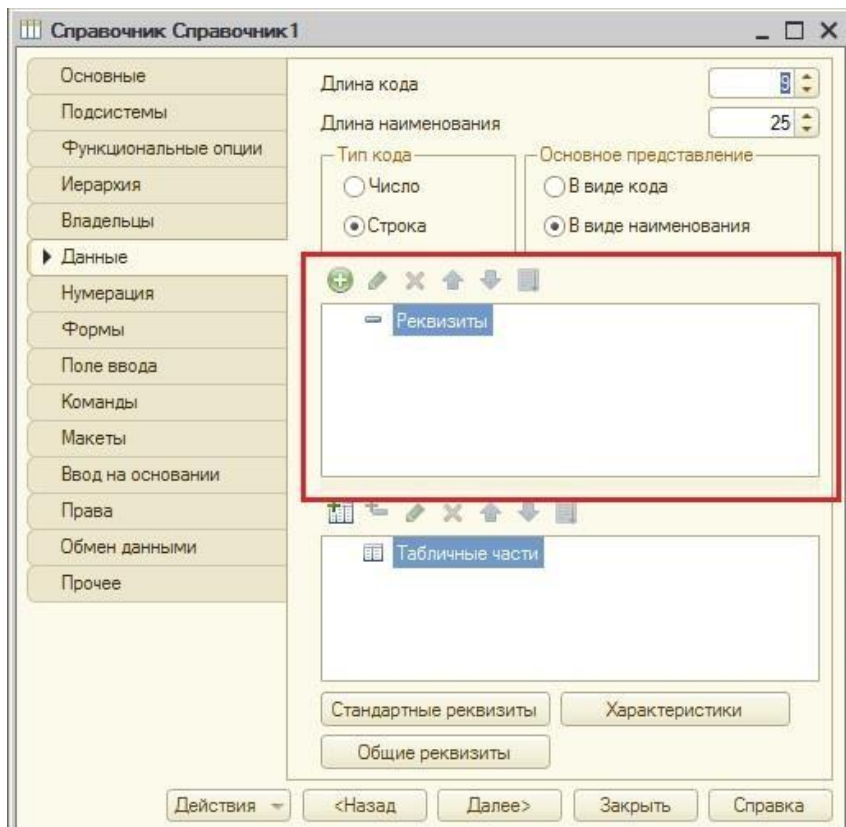 Справочник Справочник1
Основные
Подсистемы
Функциональные опции
Иерархия
Владельцы
Данные
Нумерация
Формы
Поле ввода
Команды
Макеты
Ввод на основании
Права
Обмен данными
Прочее
Длина кода 9
Длина наименования 25
Тип кода Основное представление
Число В виде кода
Строка В виде наименования
Реквизиты
Табличные части
Стандартные реквизиты Характеристики
Общие реквизиты
Действия <Назад Далее> Закрыть Справка